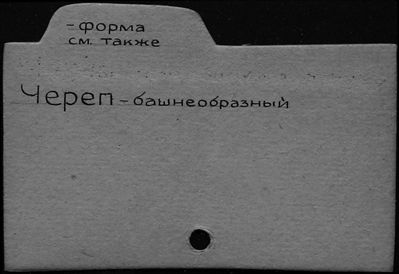 -форма
см. также
Череп - башнеобразный